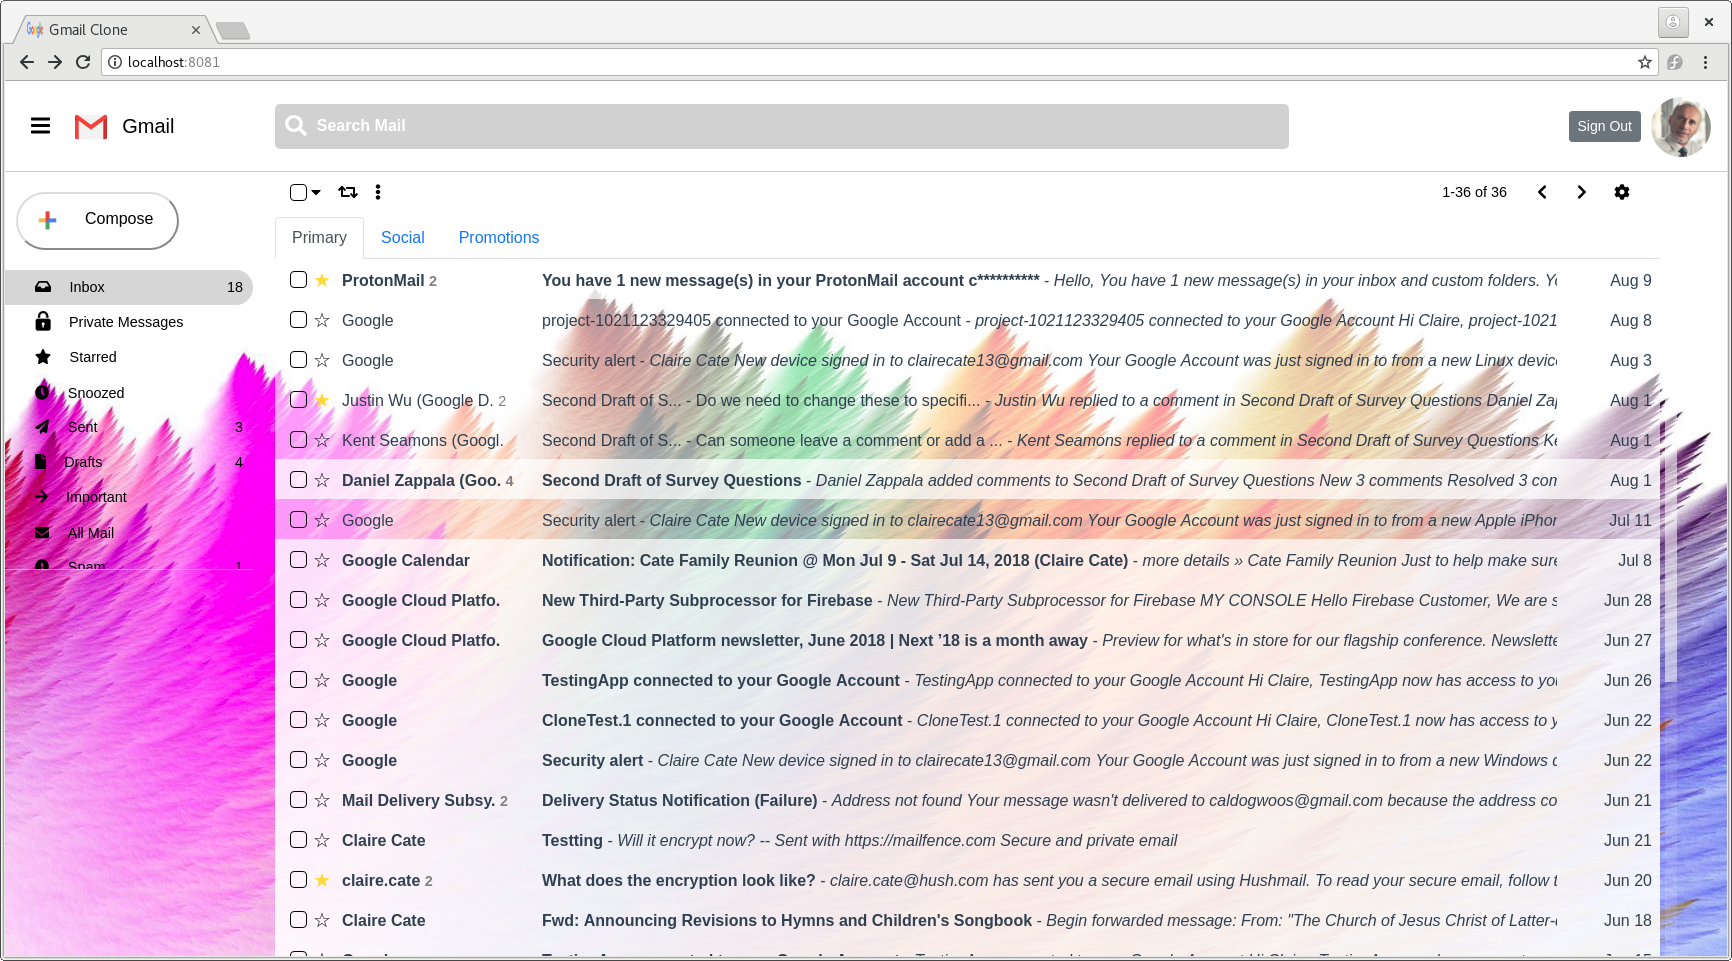 Gmail Clone
localhost:8081
Gmail
Search Mail
Sign Out
1-36 of 36
Compose
Primary Social Promotions
Inbox 18
Private Messages
Starred
Snoozed
Sent 3
Drafts 4
Important
All Mail
Spam 1
ProtonMail 2 You have 1 new message(s) in your ProtonMail account c********** - Hello, You have 1 new message(s) in your inbox and custom folders. Aug 9
Google project-1021123329405 connected to your Google Account - project-1021123329405 connected to your Google Account Hi Claire, project-1021 Aug 8
Google Security alert - Claire Cate New device signed in to clairecate13@gmail.com Your Google Account was just signed in to from a new Linux device Aug 3
Justin Wu (Google D. 2 Second Draft of S... - Do we need to change these to specifi... - Justin Wu replied to a comment in Second Draft of Survey Questions Daniel Zap Aug 1
Kent Seamons (Googl. Second Draft of S... - Can someone leave a comment or add a ... - Kent Seamons replied to a comment in Second Draft of Survey Questions Ke Aug 1
Daniel Zappala (Goo. 4 Second Draft of Survey Questions - Daniel Zappala added comments to Second Draft of Survey Questions New 3 comments Resolved 3 com Aug 1
Google Security alert - Claire Cate New device signed in to clairecate13@gmail.com Your Google Account was just signed in to from a new Apple iPhon Jul 11
Google Calendar Notification: Cate Family Reunion @ Mon Jul 9 - Sat Jul 14, 2018 (Claire Cate) - more details » Cate Family Reunion Just to help make sure Jul 8
Google Cloud Platfo. New Third-Party Subprocessor for Firebase - New Third-Party Subprocessor for Firebase MY CONSOLE Hello Firebase Customer, We are s Jun 28
Google Cloud Platfo. Google Cloud Platform newsletter, June 2018 | Next ’18 is a month away - Preview for what's in store for our flagship conference. Newslette Jun 27
Google TestingApp connected to your Google Account - TestingApp connected to your Google Account Hi Claire, TestingApp now has access to you Jun 26
Google CloneTest.1 connected to your Google Account - CloneTest.1 connected to your Google Account Hi Claire, CloneTest.1 now has access to y Jun 22
Google Security alert - Claire Cate New device signed in to clairecate13@gmail.com Your Google Account was just signed in to from a new Windows d Jun 22
Mail Delivery Subsy. 2 Delivery Status Notification (Failure) - Address not found Your message wasn't delivered to caldogwoos@gmail.com because the address co Jun 21
Claire Cate Testting - Will it encrypt now? -- Sent with https://mailfence.com Secure and private email Jun 21
claire.cate 2 What does the encryption look like? - claire.cate@hush.com has sent you a secure email using Hushmail. To read your secure email, follow t Jun 20
Claire Cate Fwd: Announcing Revisions to Hymns and Children's Songbook - Begin forwarded message: From: "The Church of Jesus Christ of Latter- Jun 18